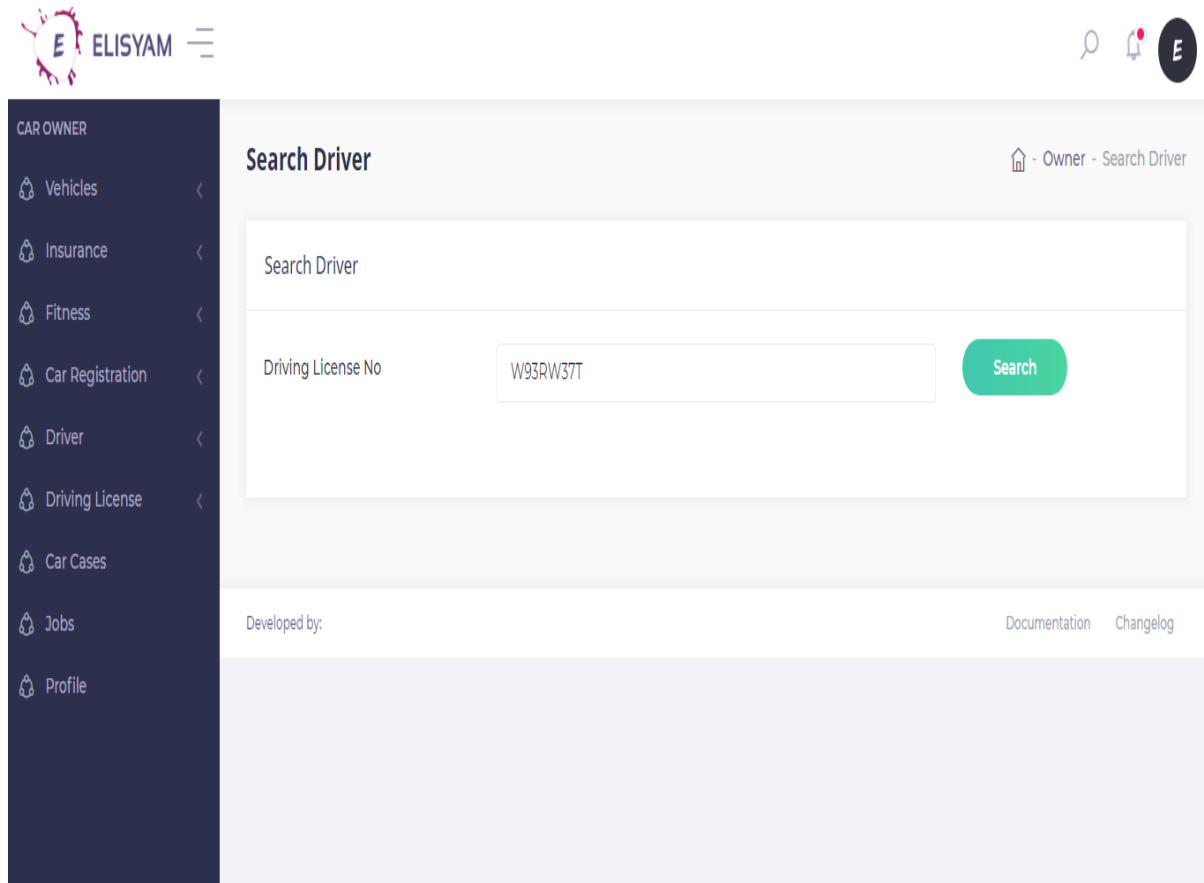 E ELISYAM
E
CAR OWNER
Vehicles
Insurance
Fitness
Car Registration
Driver
Driving License
Car Cases
Jobs
Profile
Search Driver
- Owner - Search Driver
Search Driver
Driving License No
W93RW37T
Search
Developed by:
Documentation Changelog